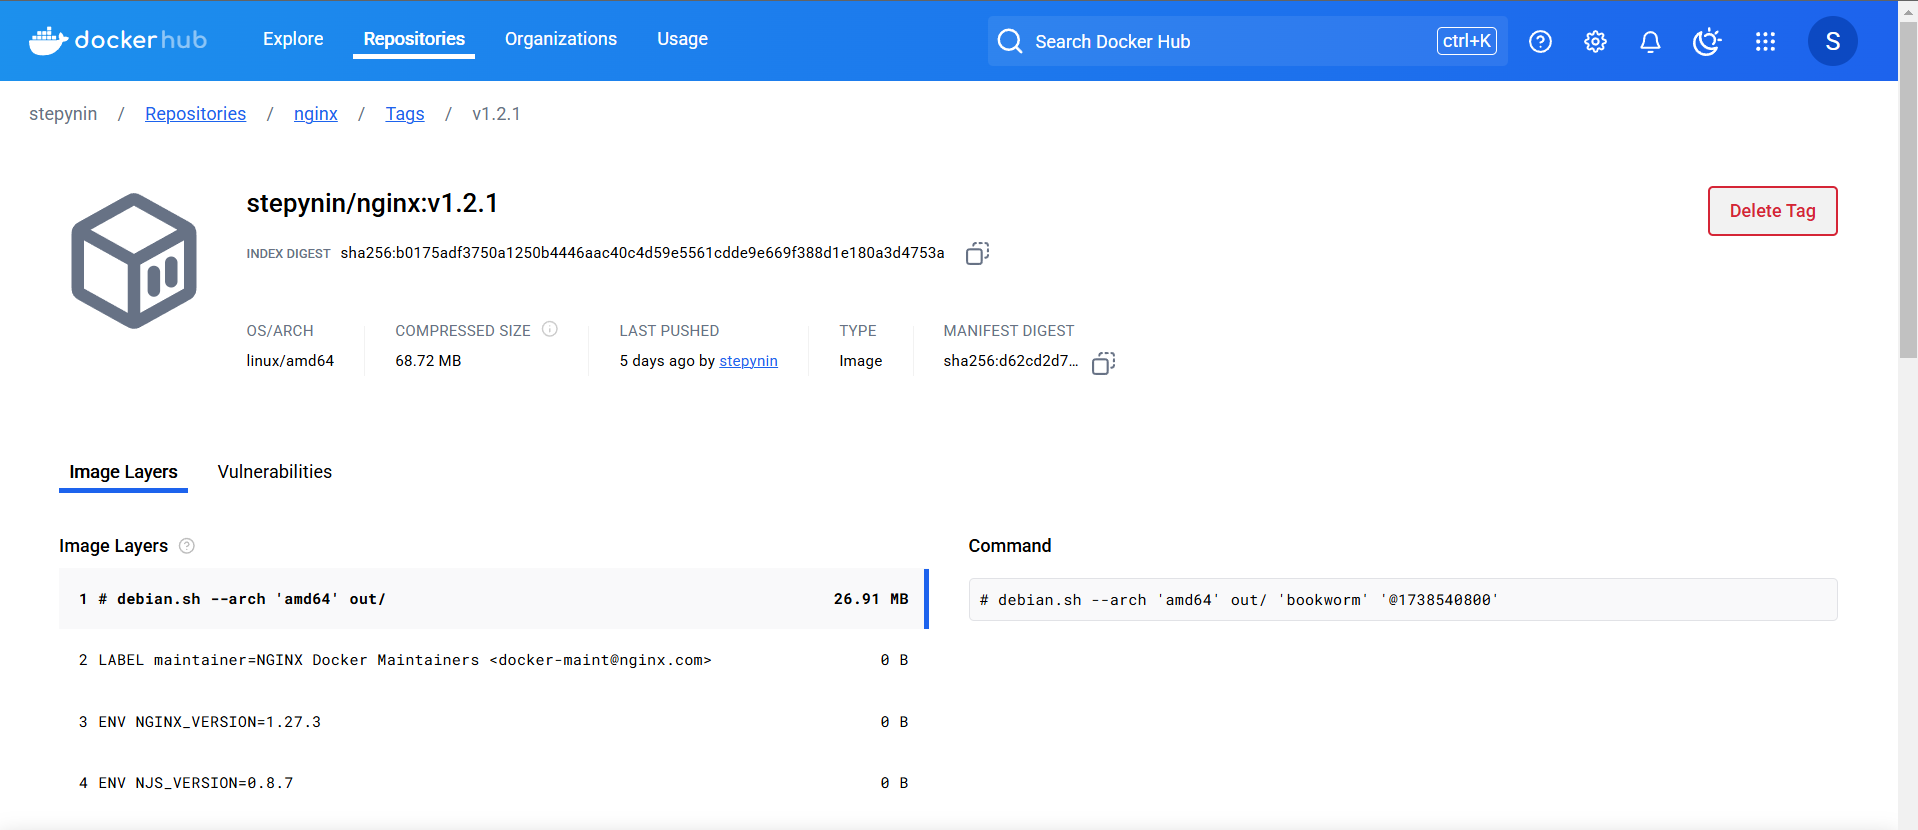 dockerhub Explore Repositories Organizations Usage Search Docker Hub ctrl+K S
stepynin / Repositories / nginx / Tags / v1.2.1
stepynin/nginx:v1.2.1
Delete Tag
INDEX DIGEST sha256:b0175adf3750a1250b4446aac40c4d59e5561cdde9e669f388d1e180a3d4753a
OS/ARCH COMPRESSED SIZE LAST PUSHED TYPE MANIFEST DIGEST
linux/amd64 68.72 MB 5 days ago by stepynin Image sha256:d62cd2d7...
Image Layers Vulnerabilities
Image Layers
1 # debian.sh --arch 'amd64' out/ 26.91 MB
2 LABEL maintainer=NGINX Docker Maintainers <docker-maint@nginx.com> 0 B
3 ENV NGINX_VERSION=1.27.3 0 B
4 ENV NJS_VERSION=0.8.7 0 B
Command
# debian.sh --arch 'amd64' out/ 'bookworm' '@1738540800'